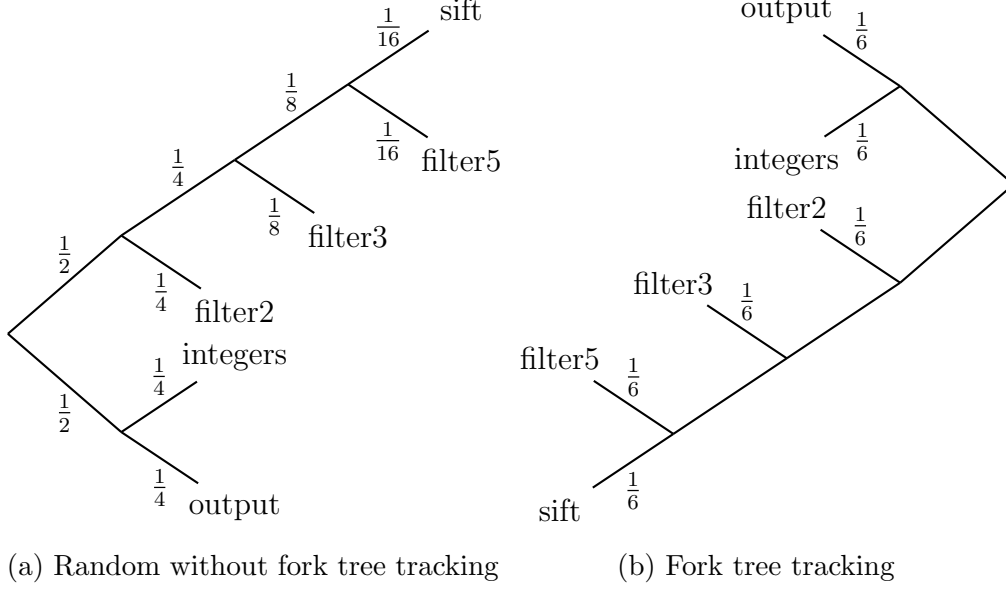 sift
1/16
1/8
1/16
filter5
1/4
1/8
filter3
1/2
1/4
filter2
integers
1/4
1/2
1/4
output
(a) Random without fork tree tracking
output
1/6
1/6
integers
filter2
1/6
filter3
1/6
filter5
1/6
1/6
sift
(b) Fork tree tracking